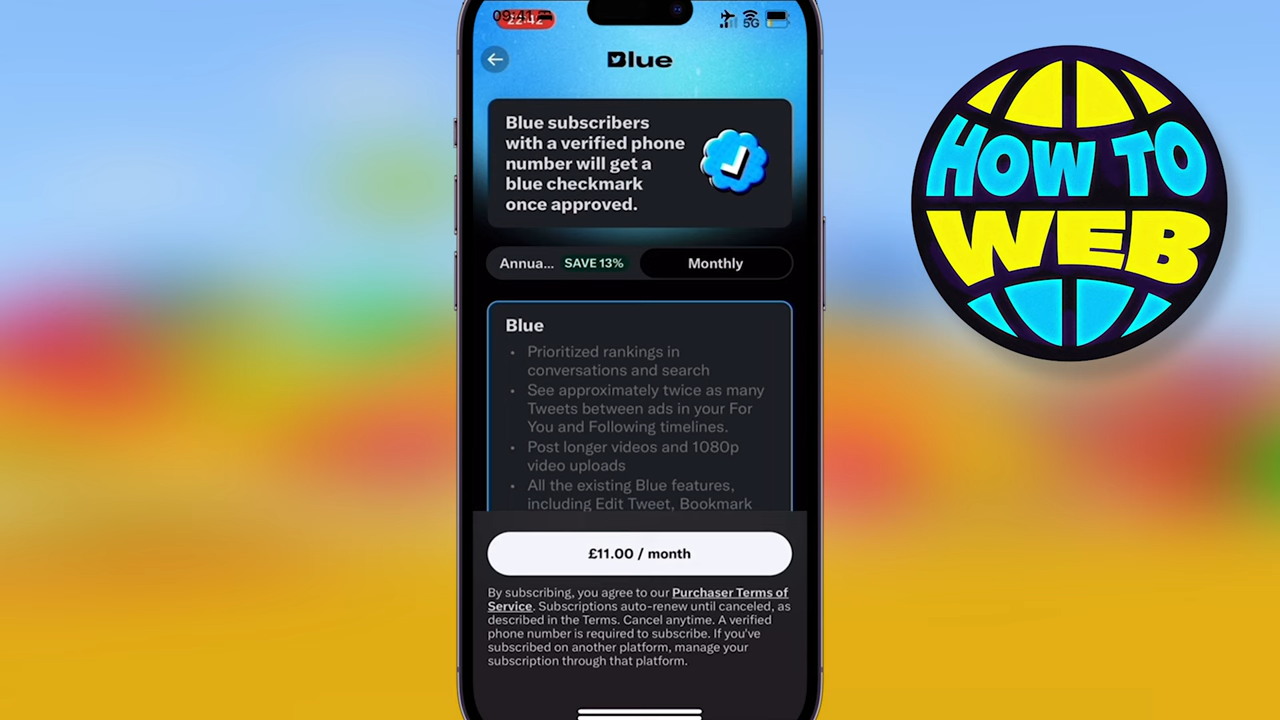 09:41
22:42
5G
Blue
Blue subscribers
with a verified phone
number will get a
blue checkmark
once approved.
Annua... SAVE 13%
Monthly
Blue
• Prioritized rankings in
conversations and search
• See approximately twice as many
Tweets between ads in your For
You and Following timelines.
• Post longer videos and 1080p
video uploads
• All the existing Blue features,
including Edit Tweet, Bookmark
£11.00 / month
By subscribing, you agree to our Purchaser Terms of
Service. Subscriptions auto-renew until canceled, as
described in the Terms. Cancel anytime. A verified
phone number is required to subscribe. If you've
subscribed on another platform, manage your
subscription through that platform.
HOW TO
WEB